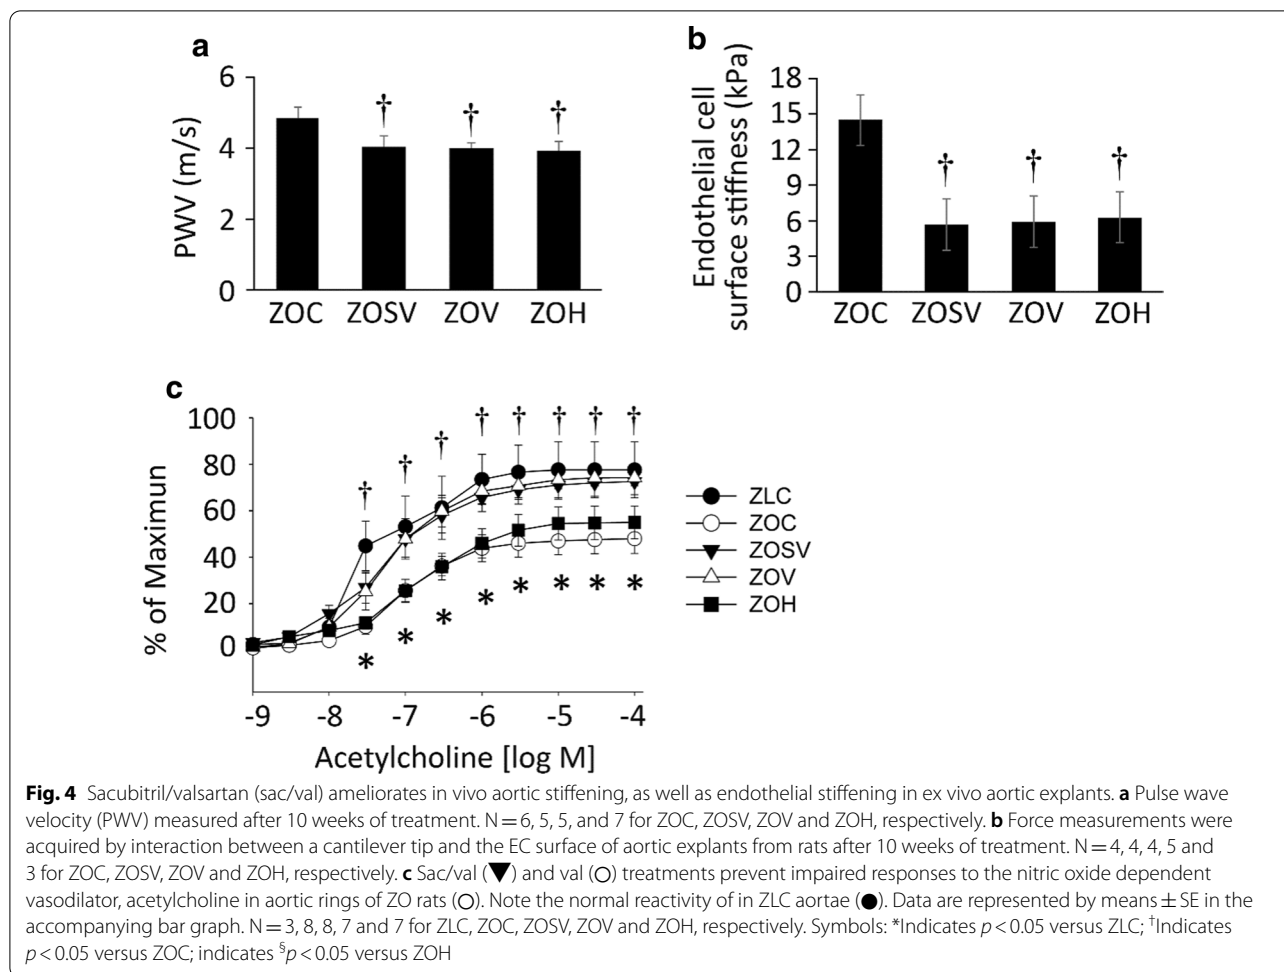 a
6
4
2
0
PWV (m/s)
† † †
ZOC ZOSV ZOV ZOH
b
18
15
12
9
6
3
0
Endothelial cell
surface stiffness (kPa)
† † †
ZOC ZOSV ZOV ZOH
c
100
80
60
40
20
0
% of Maximun
† † † † † † † †
* * * * * * * *
-9 -8 -7 -6 -5 -4
Acetylcholine [log M]
ZLC
ZOC
ZOSV
ZOV
ZOH
Fig. 4 Sacubitril/valsartan (sac/val) ameliorates in vivo aortic stiffening, as well as endothelial stiffening in ex vivo aortic explants. a Pulse wave
velocity (PWV) measured after 10 weeks of treatment. N = 6, 5, 5, and 7 for ZOC, ZOSV, ZOV and ZOH, respectively. b Force measurements were
acquired by interaction between a cantilever tip and the EC surface of aortic explants from rats after 10 weeks of treatment. N = 4, 4, 4, 5 and
3 for ZOC, ZOSV, ZOV and ZOH, respectively. c Sac/val (▼) and val (○) treatments prevent impaired responses to the nitric oxide dependent
vasodilator, acetylcholine in aortic rings of ZO rats (○). Note the normal reactivity of in ZLC aortae (●). Data are represented by means ± SE in the
accompanying bar graph. N = 3, 8, 8, 7 and 7 for ZLC, ZOC, ZOSV, ZOV and ZOH, respectively. Symbols: *Indicates p < 0.05 versus ZLC; †Indicates
p < 0.05 versus ZOC; indicates §p < 0.05 versus ZOH